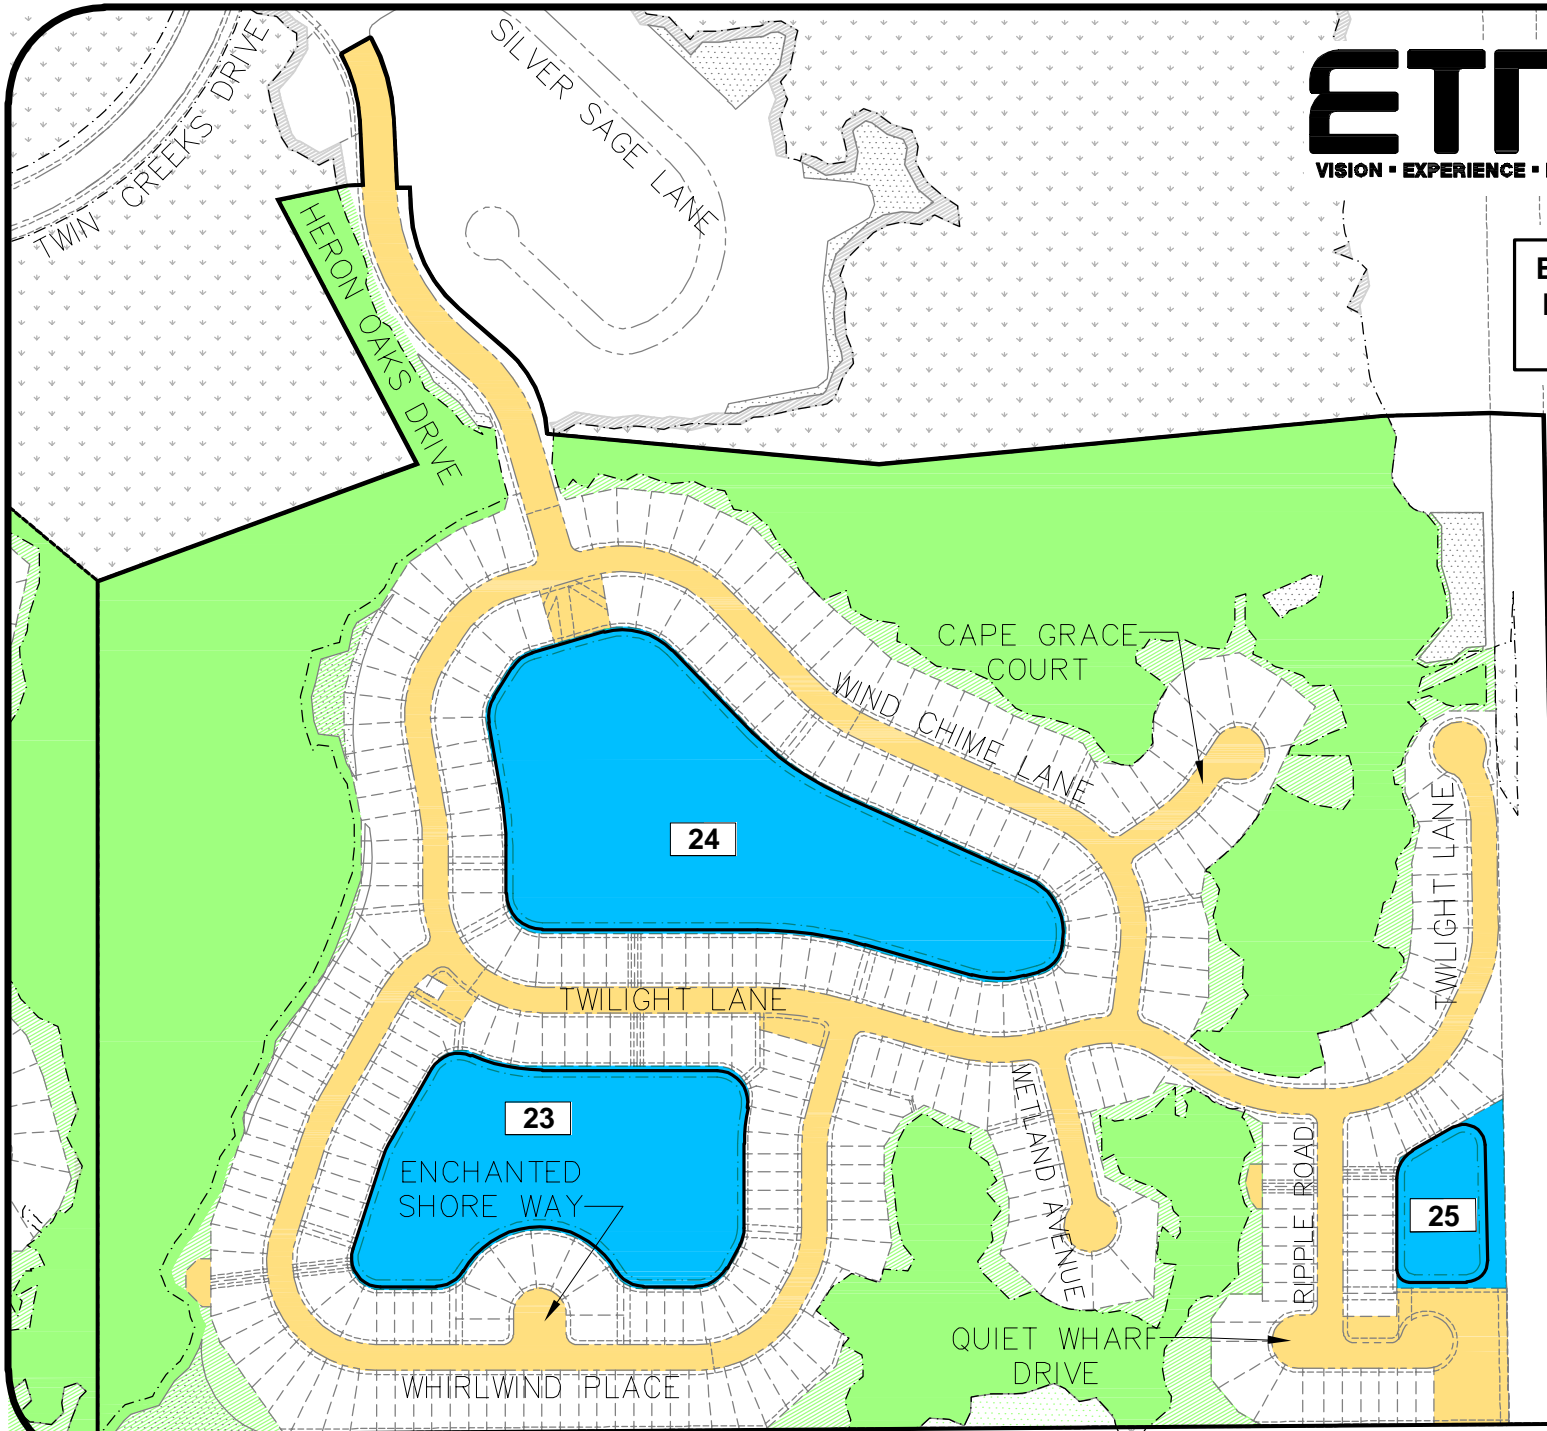 TWIN CREEKS DRIVE
SILVER SAGE LANE
VISION ▪ EXPERIENCE ▪
HERON OAKS DRIVE
CAPE GRACE
COURT
WIND CHIME LANE
24
TWILIGHT LANE
TWILIGHT LANE
23
ENCHANTED
SHORE WAY
WETLAND AVENUE
RIPPLE ROAD
25
QUIET WHARF
DRIVE
WHIRLWIND PLACE